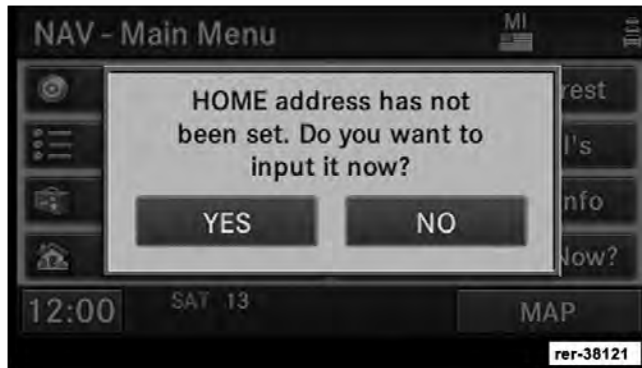 NAV - Main Menu
MI
HOME address has not
been set. Do you want to
input it now?
YES
NO
rest
I's
nfo
Now?
12:00
SAT 13
MAP
rer-38121